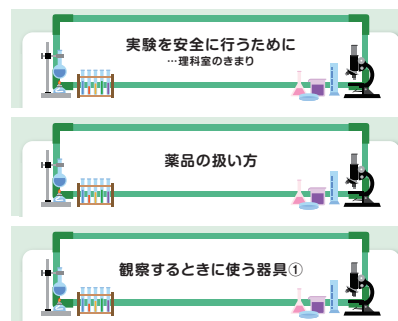 実験を安全に行うために
…理科室のきまり
薬品の扱い方
観察するときに使う器具①